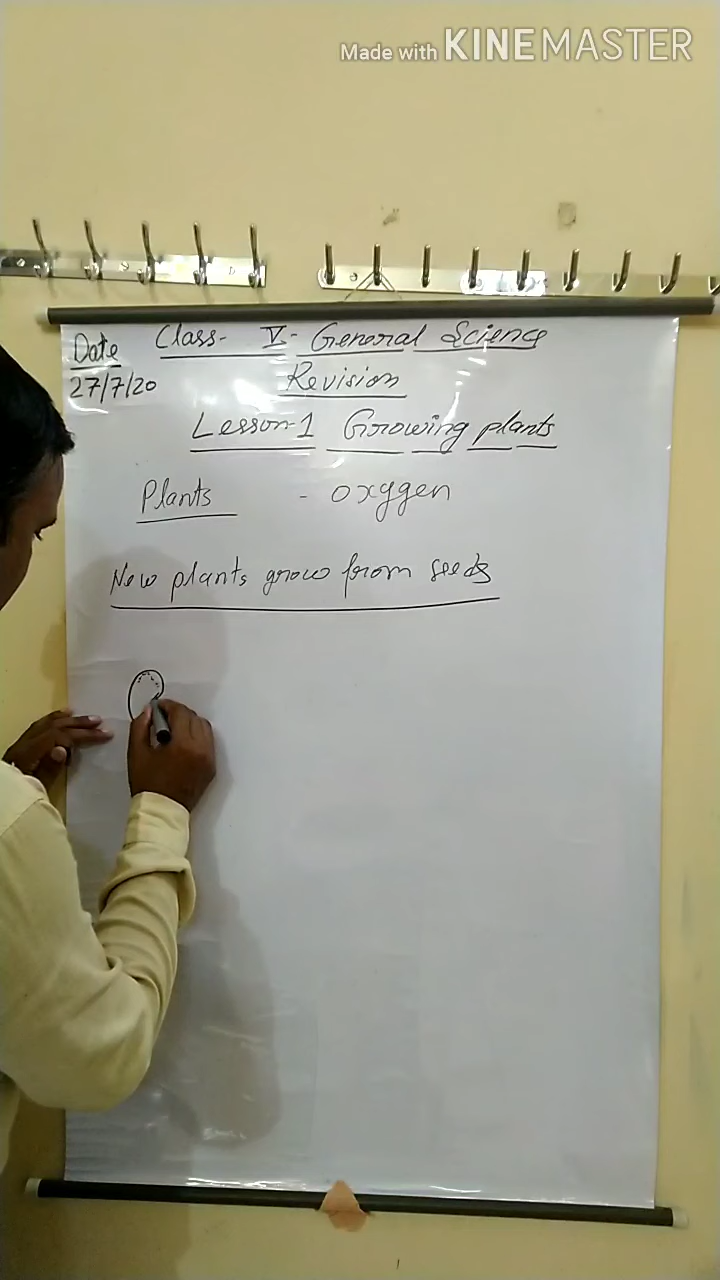 Made with KINEMASTER
Date Class- V- General Science
27/7/20 Revision
Lesson-1 Growing plants
Plants - oxygen
New plants grow from seeds